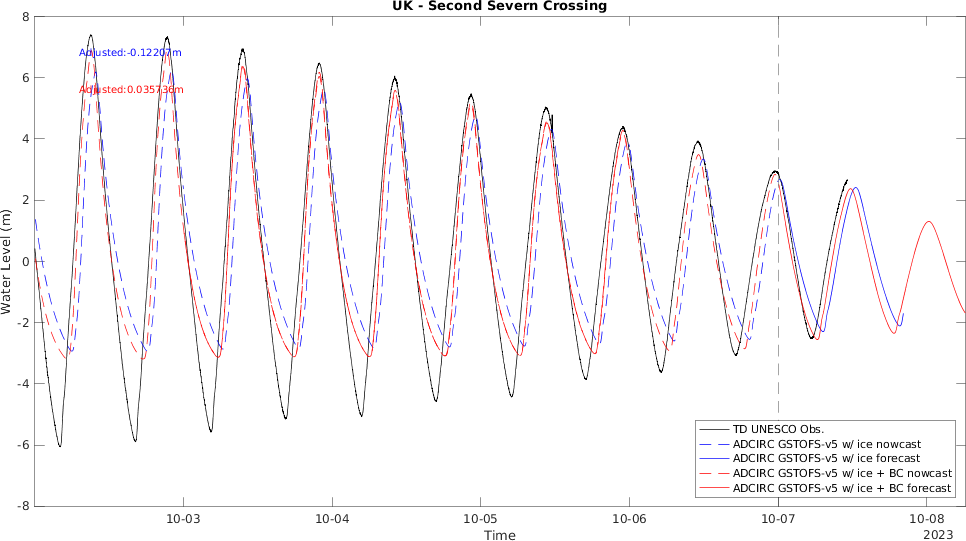 UK - Second Severn Crossing
8
6
4
2
0
-2
-4
-6
-8
Water Level (m)
Adjusted:-0.12207m
Adjusted:0.035736m
TD UNESCO Obs.
ADCIRC GSTOFS-v5 w/ ice nowcast
ADCIRC GSTOFS-v5 w/ ice forecast
ADCIRC GSTOFS-v5 w/ ice + BC nowcast
ADCIRC GSTOFS-v5 w/ ice + BC forecast
10-03 10-04 10-05 10-06 10-07 10-08
Time 2023